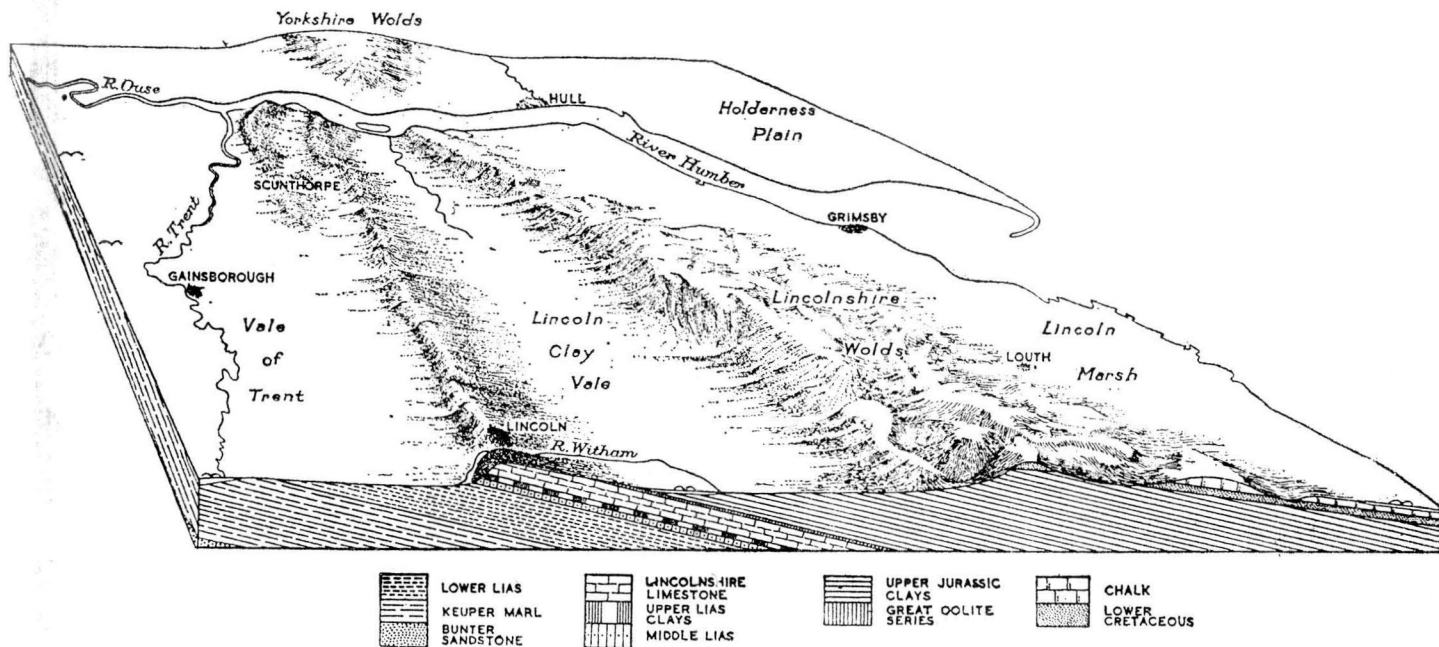 Yorkshire Wolds
R. Ouse
HULL
Holderness
Plain
River Humber
SCUNTHORPE
GRIMSBY
R. Trent
GAINSBOROUGH
Lincolnshire
Wolds
Vale
of
Trent
Lincoln
Clay
Vale
Lincoln
Marsh
LOUTH
LINCOLN
R. Witham
LOWER LIAS
KEUPER MARL
BUNTER
SANDSTONE
LINCOLNSHIRE
LIMESTONE
UPPER LIAS
CLAYS
MIDDLE LIAS
UPPER JURASSIC
CLAYS
GREAT OOLITE
SERIES
CHALK
LOWER
CRETACEOUS